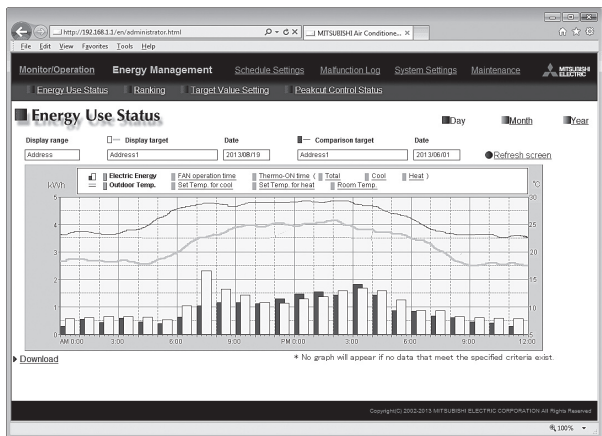 http://192.168.1.1/en/administrator.html
MITSUBISHI Air Conditione... ×
File Edit View Favorites Tools Help
Monitor/Operation Energy Management Schedule Settings Malfunction Log System Settings Maintenance MITSUBISHI ELECTRIC
Energy Use Status Ranking Target Value Setting Peakcut Control Status
Energy Use Status
Day Month Year
Display range Display target Date Comparison target Date
Address Address1 2013/08/19 Address1 2013/06/01 Refresh screen
Electric Energy FAN operation time Thermo-ON time ( Total Cool Heat )
Outdoor Temp. Set Temp. for cool Set Temp. for heat Room Temp.
kWh °C
5 30
4 25
3 20
2 15
1 10
0 5
AM 0:00 3:00 6:00 9:00 PM 0:00 3:00 6:00 9:00 12:00
Download
* No graph will appear if no data that meet the specified criteria exist.
Copyright(C) 2002-2013 MITSUBISHI ELECTRIC CORPORATION All Rights Reserved
100%